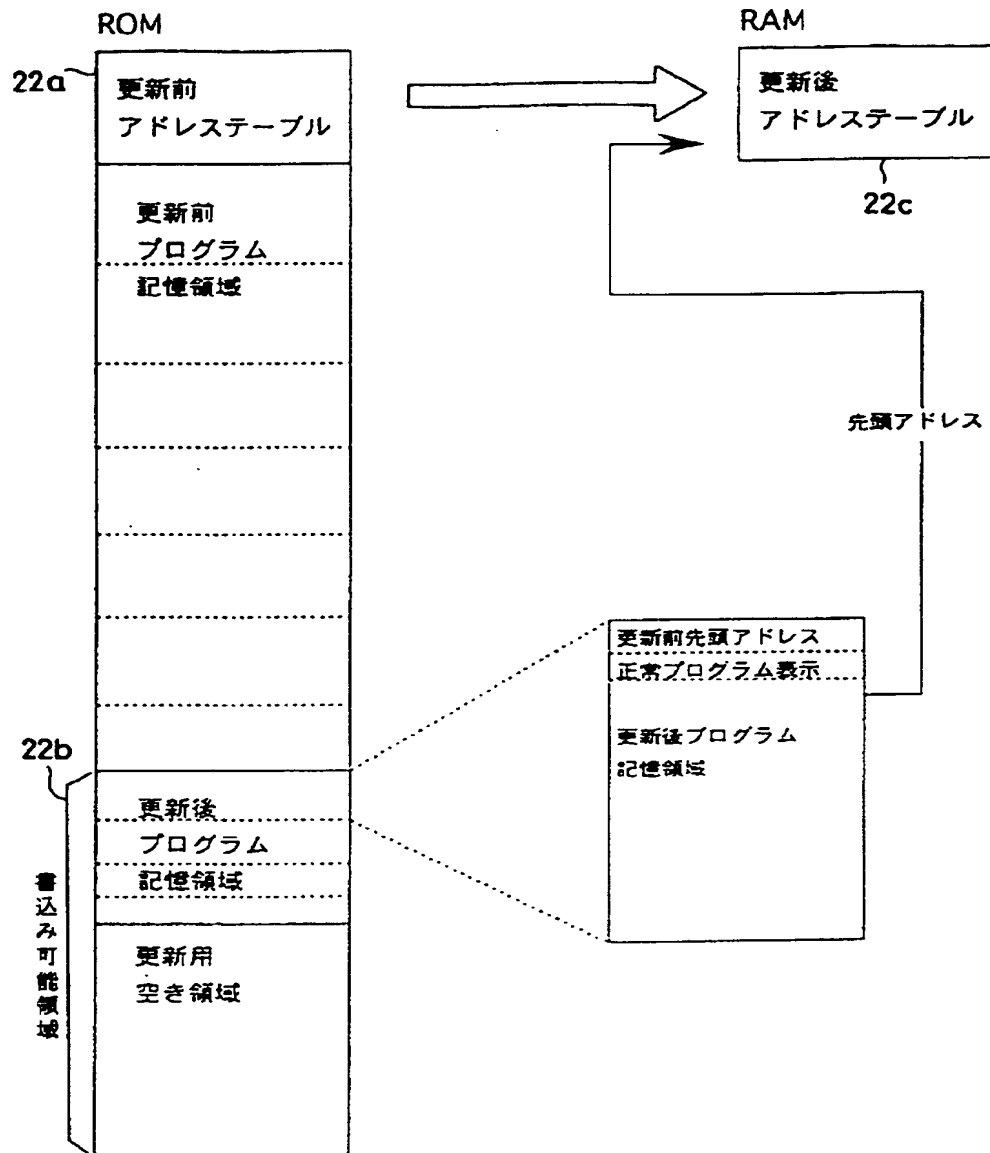 ROM
22a
更新前
アドレステーブル
更新前
プログラム
記憶領域
22b
書込み可能領域
更新後
プログラム
記憶領域
更新用
空き領域
RAM
更新後
アドレステーブル
22c
先頭アドレス
更新前先頭アドレス
正常プログラム表示
更新後プログラム
記憶領域